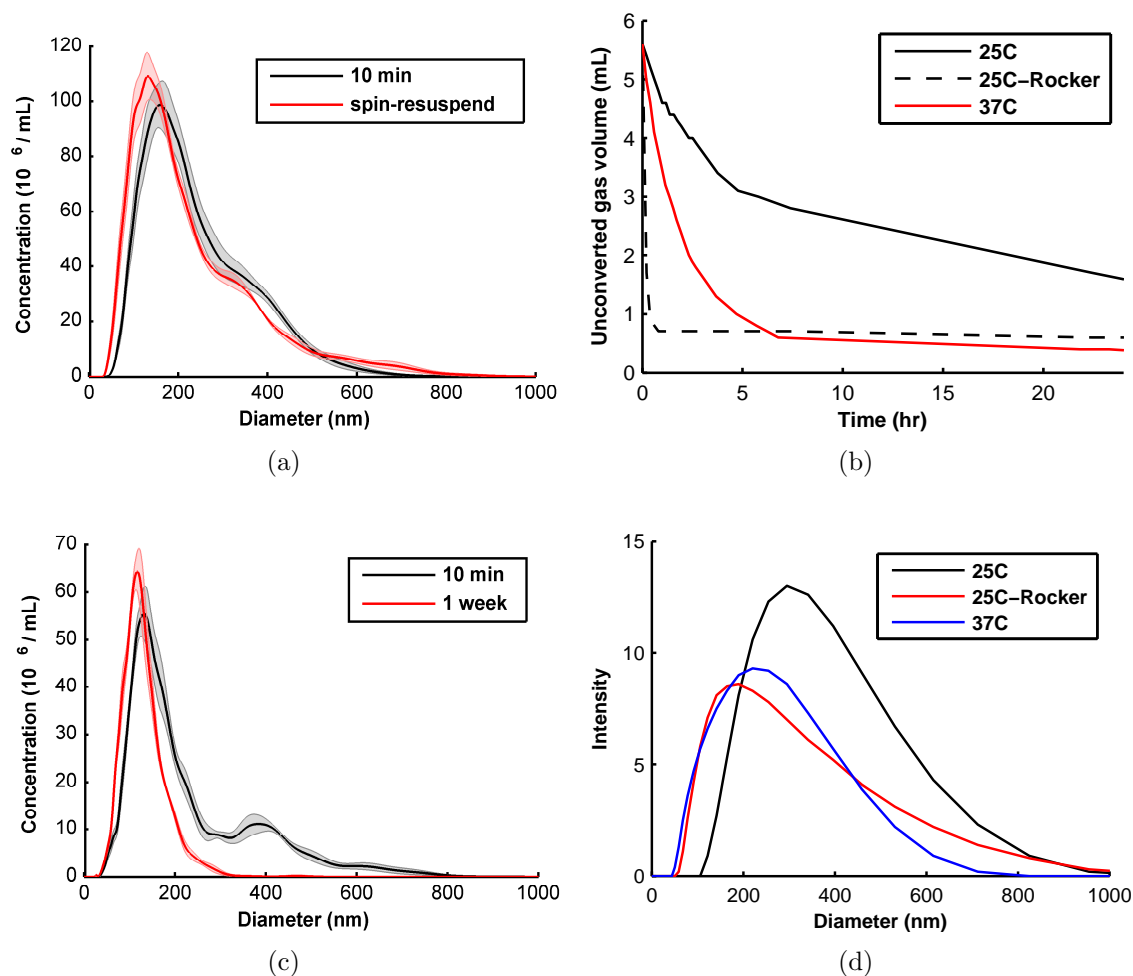 120
100
80
60
40
20
0
Concentration (10 6 / mL)
10 min
spin-resuspend
0 200 400 600 800 1000
Diameter (nm)
(a)
6
5
4
3
2
1
0
Unconverted gas volume (mL)
25C
25C–Rocker
37C
0 5 10 15 20
Time (hr)
(b)
70
60
50
40
30
20
10
0
Concentration (10 6 / mL)
10 min
1 week
0 200 400 600 800 1000
Diameter (nm)
(c)
15
10
5
0
Intensity
25C
25C–Rocker
37C
0 200 400 600 800 1000
Diameter (nm)
(d)